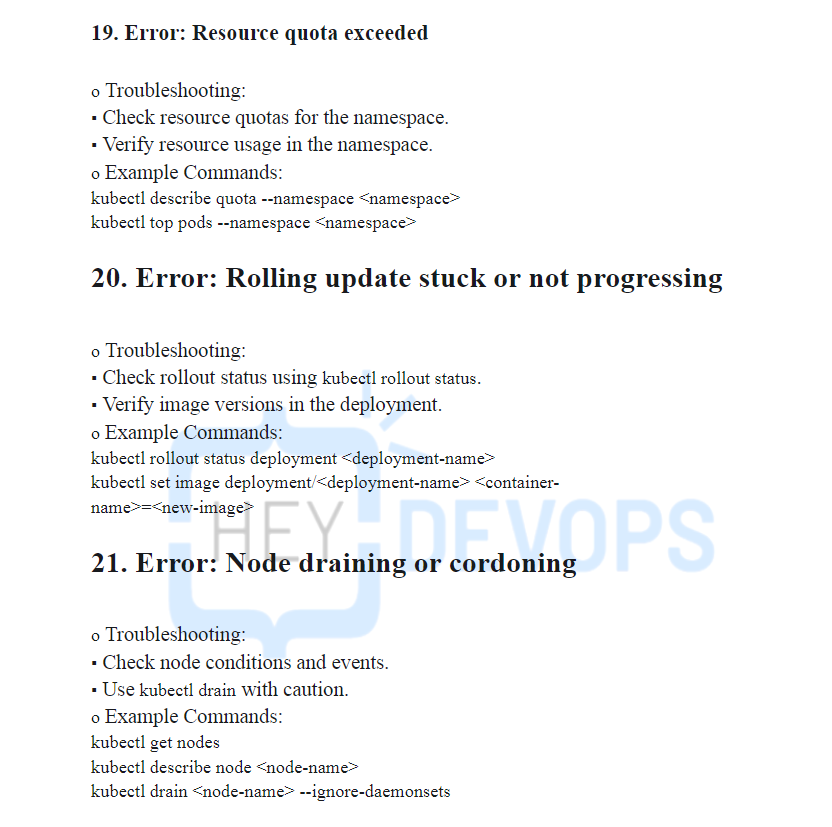 19. Error: Resource quota exceeded
o Troubleshooting:
▪ Check resource quotas for the namespace.
▪ Verify resource usage in the namespace.
o Example Commands:
kubectl describe quota --namespace <namespace>
kubectl top pods --namespace <namespace>
20. Error: Rolling update stuck or not progressing
o Troubleshooting:
▪ Check rollout status using kubectl rollout status.
▪ Verify image versions in the deployment.
o Example Commands:
kubectl rollout status deployment <deployment-name>
kubectl set image deployment/<deployment-name> <container-
name>=<new-image>
HEY DEVOPS
21. Error: Node draining or cordoning
o Troubleshooting:
▪ Check node conditions and events.
▪ Use kubectl drain with caution.
o Example Commands:
kubectl get nodes
kubectl describe node <node-name>
kubectl drain <node-name> --ignore-daemonsets